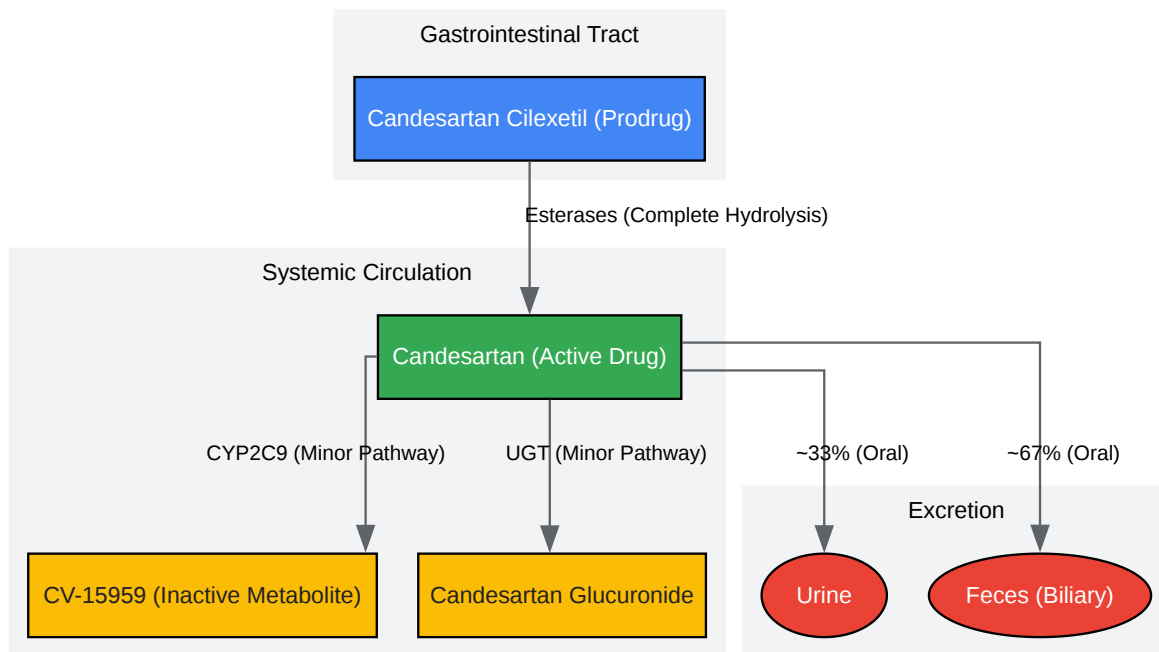 Gastrointestinal Tract
Candesartan Cilexetil (Prodrug)
Esterases (Complete Hydrolysis)
Systemic Circulation
Candesartan (Active Drug)
CYP2C9 (Minor Pathway)
UGT (Minor Pathway)
~33% (Oral)
~67% (Oral)
Excretion
CV-15959 (Inactive Metabolite)
Candesartan Glucuronide
Urine
Feces (Biliary)